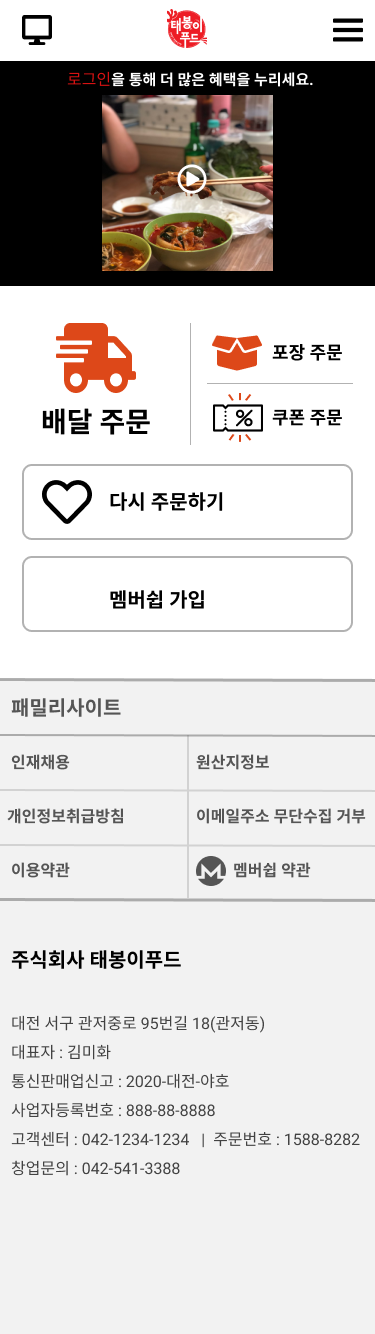 태봉이
푸드
로그인을 통해 더 많은 혜택을 누리세요.
배달 주문
포장 주문
쿠폰 주문
다시 주문하기
멤버쉽 가입
패밀리사이트
인재채용
원산지정보
개인정보취급방침
이메일주소 무단수집 거부
이용약관
멤버쉽 약관
주식회사 태봉이푸드
대전 서구 관저중로 95번길 18(관저동)
대표자 : 김미화
통신판매업신고 : 2020-대전-야호
사업자등록번호 : 888-88-8888
고객센터 : 042-1234-1234 | 주문번호 : 1588-8282
창업문의 : 042-541-3388